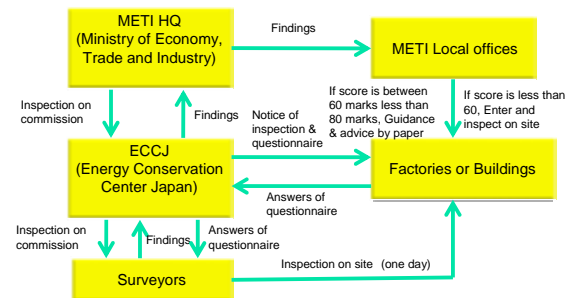 METI HQ
(Ministry of Economy,
Trade and Industry)
Findings
METI Local offices
Inspection on
commission
Findings
Notice of
inspection &
questionnaire
If score is between
60 marks less than
80 marks, Guidance
& advice by paper
If score is less than
60, Enter and
inspect on site
ECCJ
(Energy Conservation
Center Japan)
Factories or Buildings
Answers of
questionnaire
Inspection on
commission
Findings
Answers of
questionnaire
Surveyors
Inspection on site (one day)